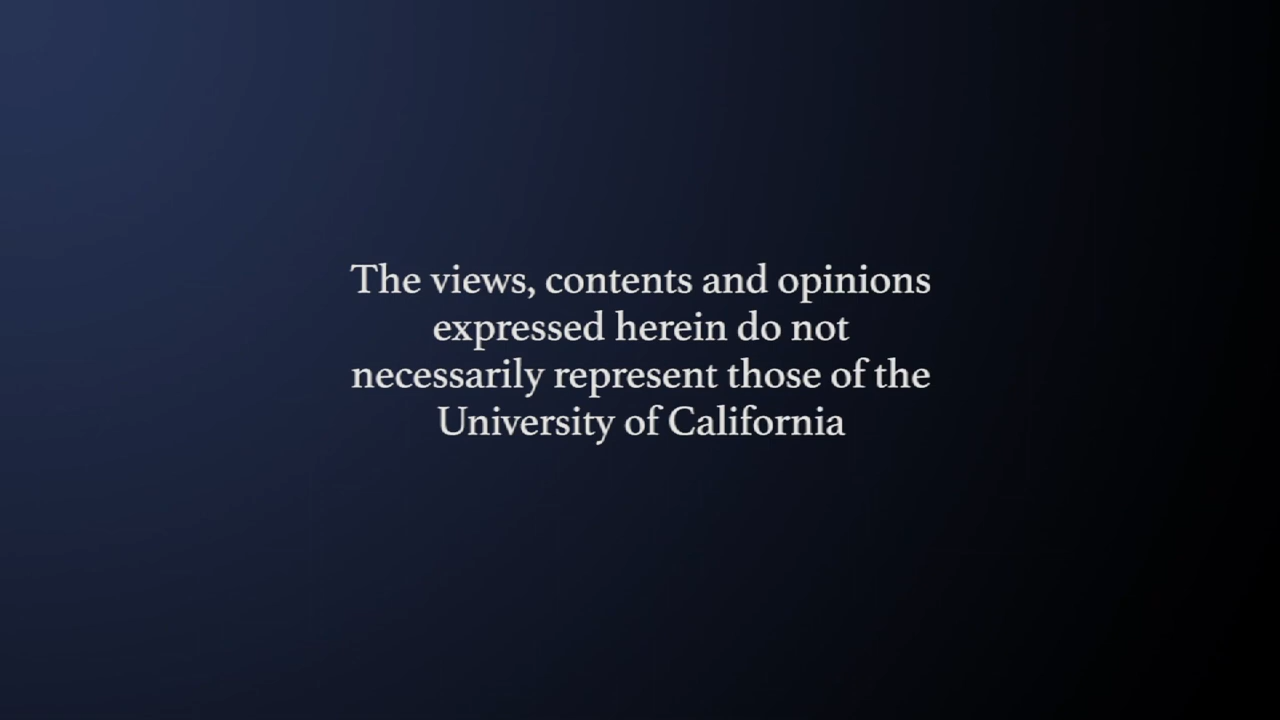 The views, contents and opinions
expressed herein do not
necessarily represent those of the
University of California